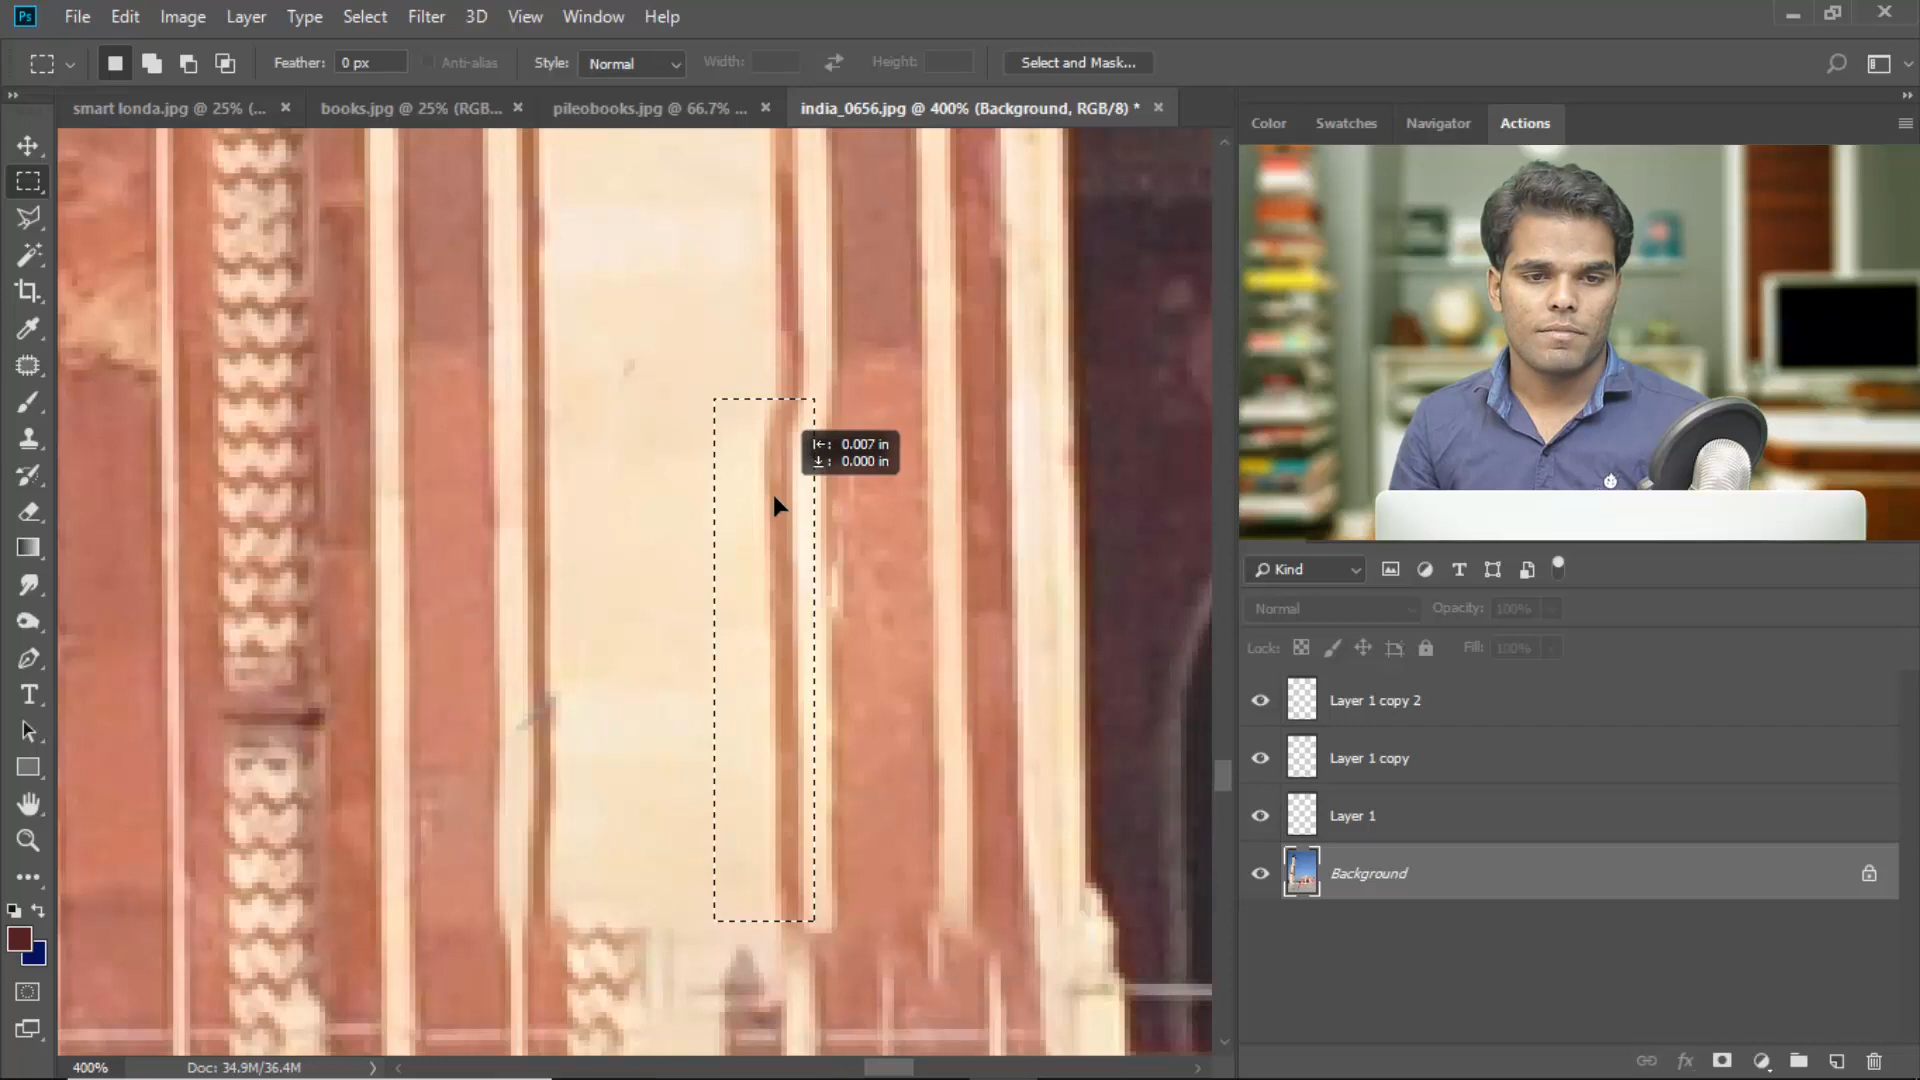 Ps File Edit Image Layer Type Select Filter 3D View Window Help
Feather: 0 px Anti-alias Style: Normal Width: Height: Select and Mask...
smart londa.jpg @ 25% (... × books.jpg @ 25% (RGB... × pileobooks.jpg @ 66.7% ... × india_0656.jpg @ 400% (Background, RGB/8) * ×
Color Swatches Navigator Actions
0.007 in
0.000 in
Kind
Normal Opacity: 100%
Lock: Fill: 100%
Layer 1 copy 2
Layer 1 copy
Layer 1
Background
400% Doc: 34.9M/36.4M